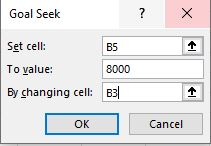 Goal Seek ? ×
Set cell: B5
To value: 8000
By changing cell: B3
OK Cancel